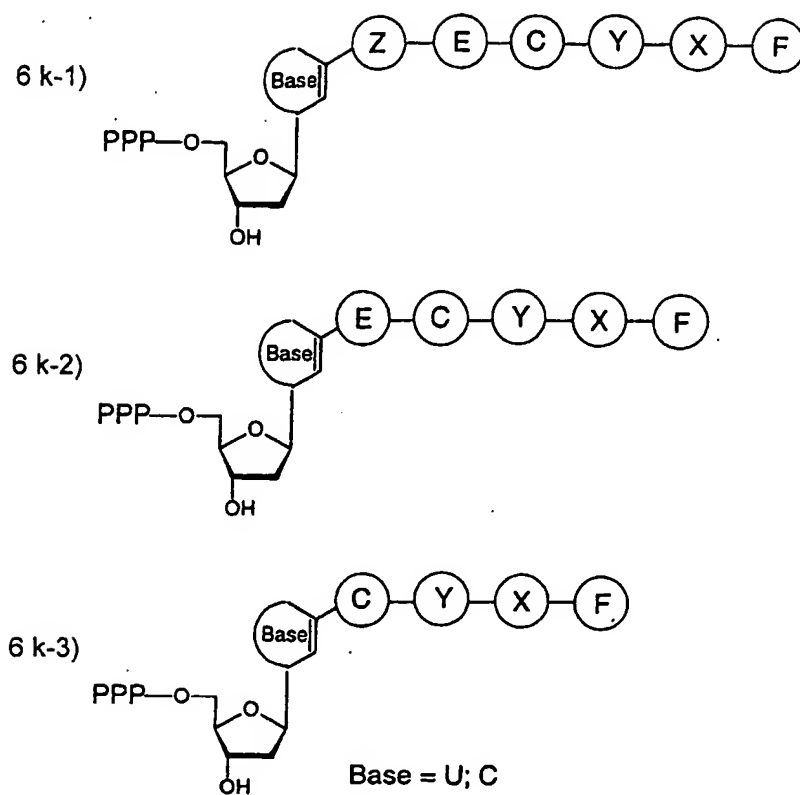 6 k-1)
Base Z E C Y X F
PPP O
O
OH
6 k-2)
Base E C Y X F
PPP O
O
OH
6 k-3)
Base C Y X F
PPP O
O
OH
Base = U; C